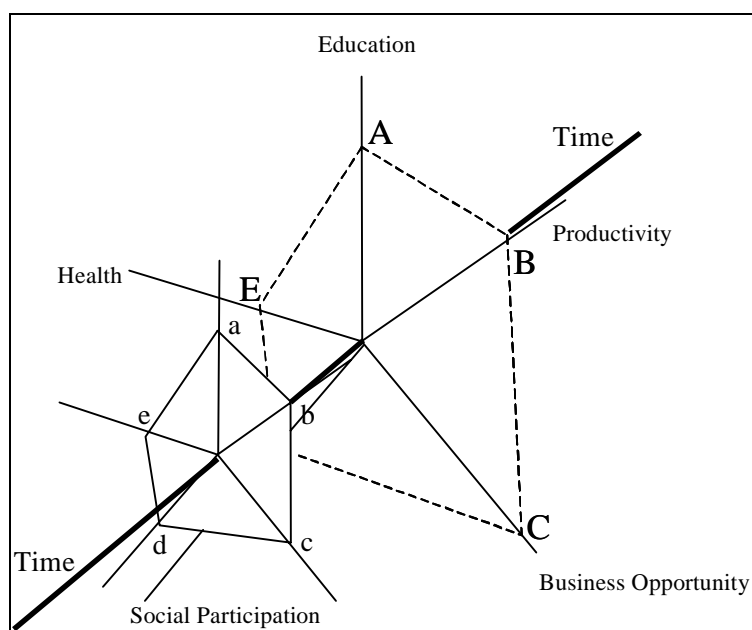 Education
A
Time
Productivity
B
Health
E
a
b
e
d
c
C
Time
Business Opportunity
Social Participation